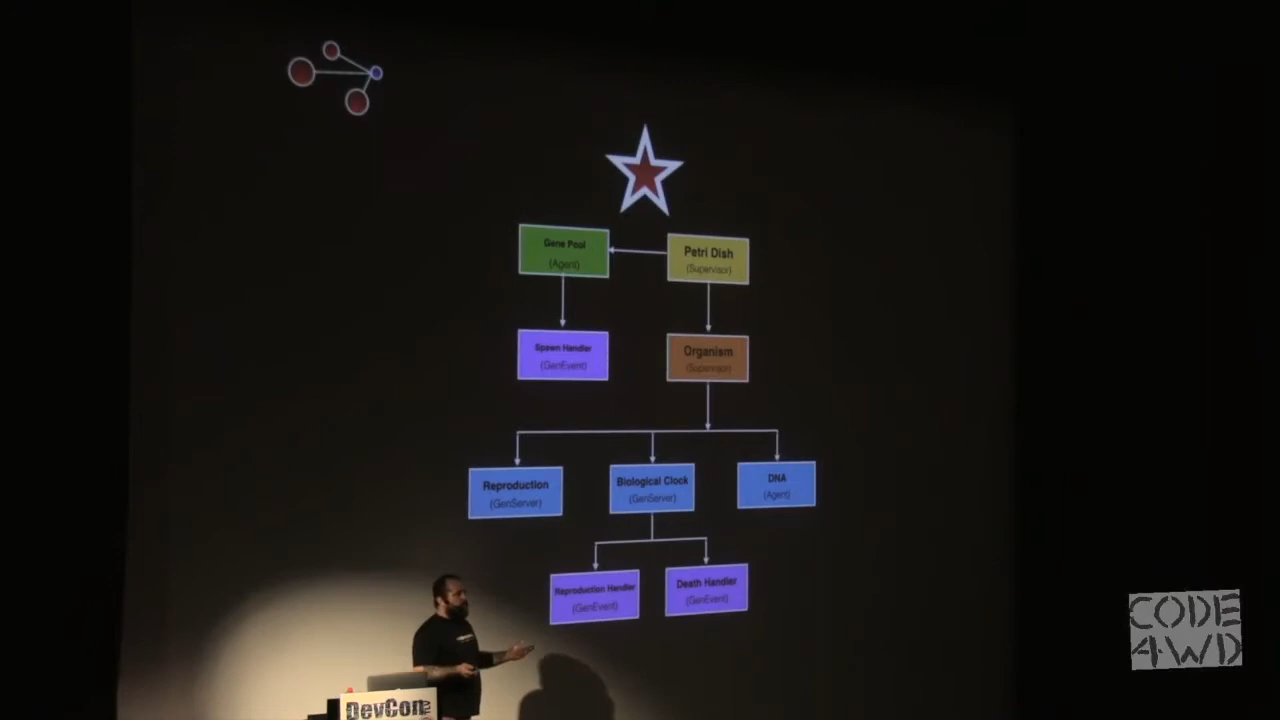 Gene Pool
(Agent)
Petri Dish
(Supervisor)
Spawn Handler
(GenEvent)
Organism
(Supervisor)
Reproduction
(GenServer)
Biological Clock
(GenServer)
DNA
(Agent)
Reproduction Handler
(GenEvent)
Death Handler
(GenEvent)
DevCon
CODE
4WD